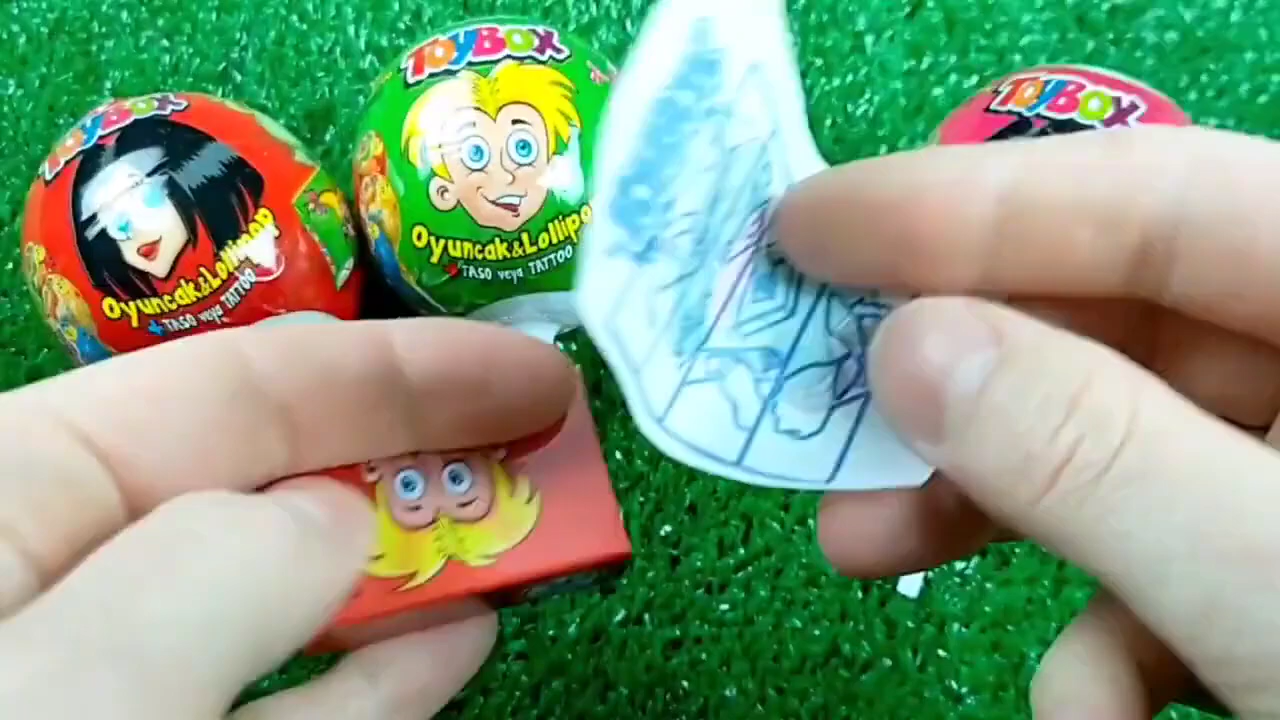 ToyBox
Oyuncak&Lollipop
+ TASO veya TATTOO
ToyBox
Oyuncak&Lollipo
+ TASO veya TATTOO
ToyBox